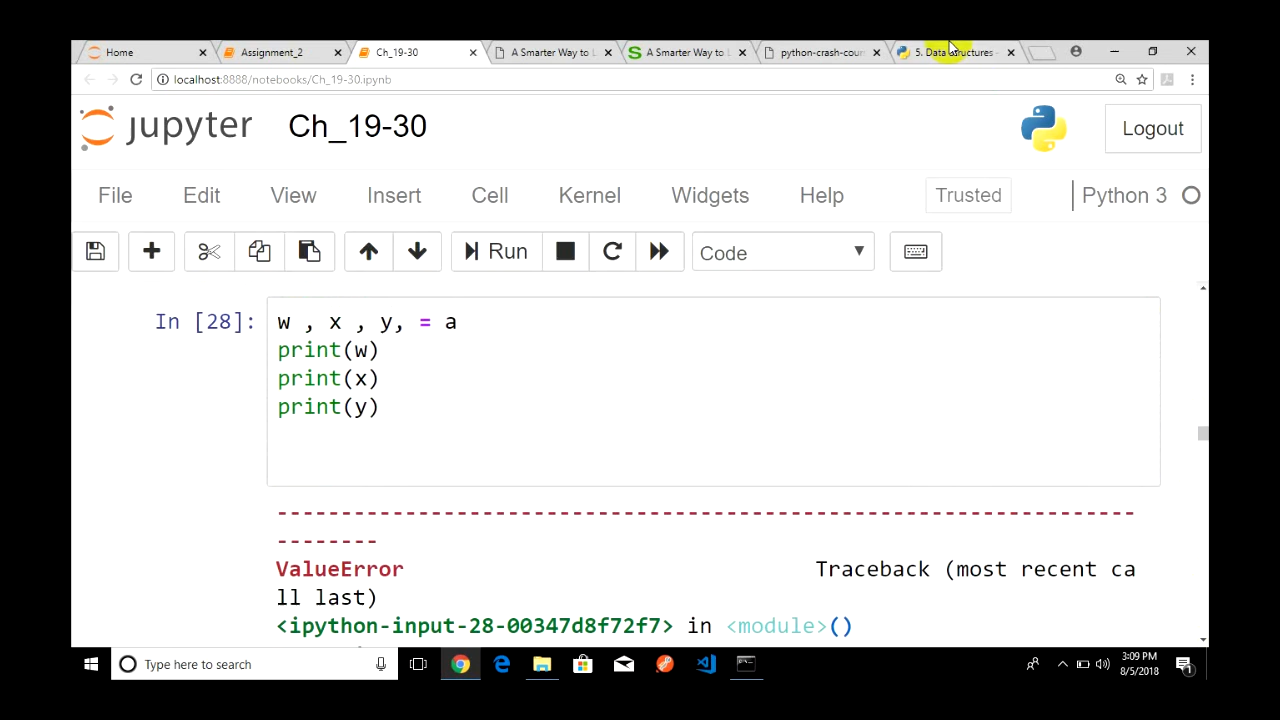 Home
Assignment_2
Ch_19-30
A Smarter Way to L
A Smarter Way to L
python-crash-cour
5. Data Structures
localhost:8888/notebooks/Ch_19-30.ipynb
jupyter Ch_19-30
Logout
File Edit View Insert Cell Kernel Widgets Help Trusted Python 3
Run Code
In [28]: w , x , y, = a
print(w)
print(x)
print(y)
---------------------------------------------------------------------------
ValueError Traceback (most recent ca
ll last)
<ipython-input-28-00347d8f72f7> in <module>()
Type here to search
3:09 PM
8/5/2018